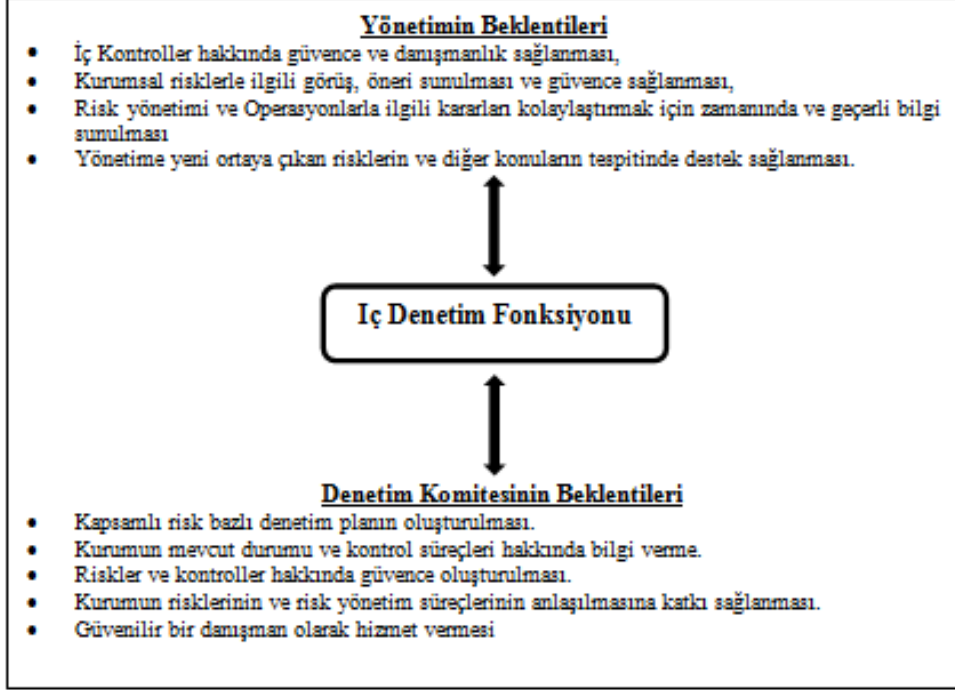 Yönetimin Beklentileri
• İç Kontroller hakkında güvence ve danışmanlık sağlanması,
• Kurumsal risklerle ilgili görüş, öneri sunulması ve güvence sağlanması,
• Risk yönetimi ve Operasyonlarla ilgili kararları kolaylaştırmak için zamanında ve geçerli bilgi
sunulması
• Yönetime yeni ortaya çıkan risklerin ve diğer konuların tespitinde destek sağlanması.
İç Denetim Fonksiyonu
Denetim Komitesinin Beklentileri
• Kapsamlı risk bazlı denetim planın oluşturulması.
• Kurumun mevcut durumu ve kontrol süreçleri hakkında bilgi verme.
• Riskler ve kontroller hakkında güvence oluşturulması.
• Kurumun risklerinin ve risk yönetim süreçlerinin anlaşılmasına katkı sağlanması.
• Güvenilir bir danışman olarak hizmet vermesi